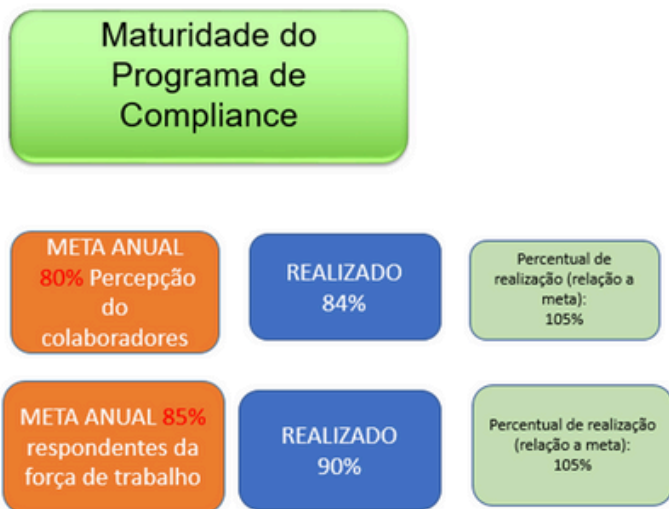 Maturidade do
Programa de
Compliance
META ANUAL
80% Percepção
do
colaboradores
REALIZADO
84%
Percentual de
realização (relação a
meta):
105%
META ANUAL 85%
respondentes da
força de trabalho
REALIZADO
90%
Percentual de realização
(relação a meta):
105%